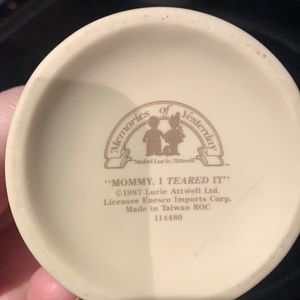 Memories of Yesterday
Mabel Lucie Attwell
"MOMMY, I TEARED IT"
©1987 Lucie Attwell Ltd.
Licensee Enesco Imports Corp.
Made in Taiwan ROC
114480